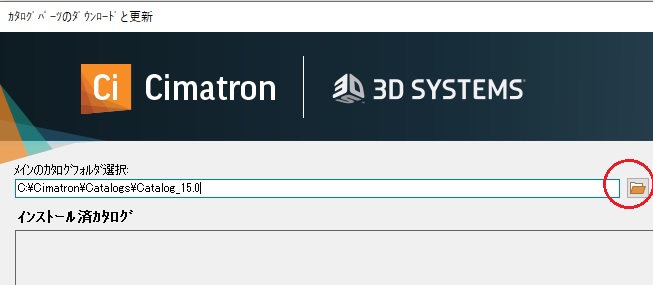 ｶﾀﾛｸﾞﾊﾟｰﾂのﾀﾞｳﾝﾛｰﾄﾞと更新
Ci Cimatron 3D SYSTEMS
ﾒｲﾝのｶﾀﾛｸﾞﾌｫﾙﾀﾞ選択:
C:¥Cimatron¥Catalogs¥Catalog_15.0
ｲﾝｽﾄｰﾙ済ｶﾀﾛｸﾞ